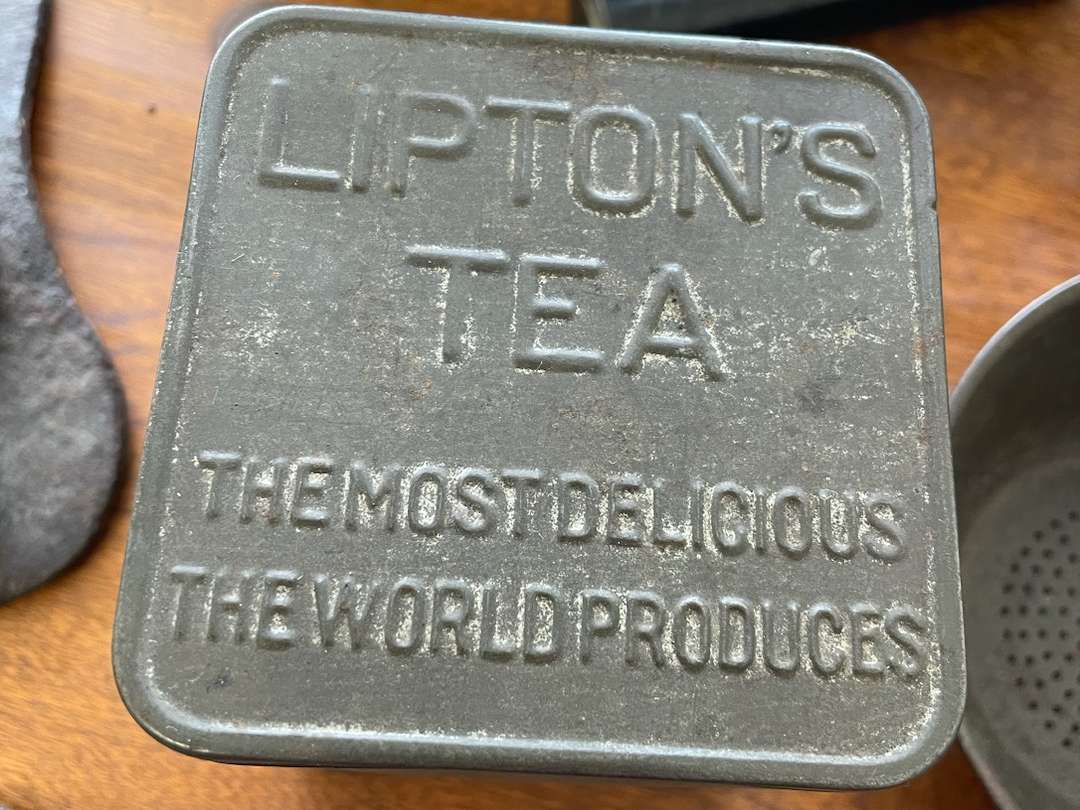 LIPTON'S
TEA
THE MOST DELICIOUS
THE WORLD PRODUCES